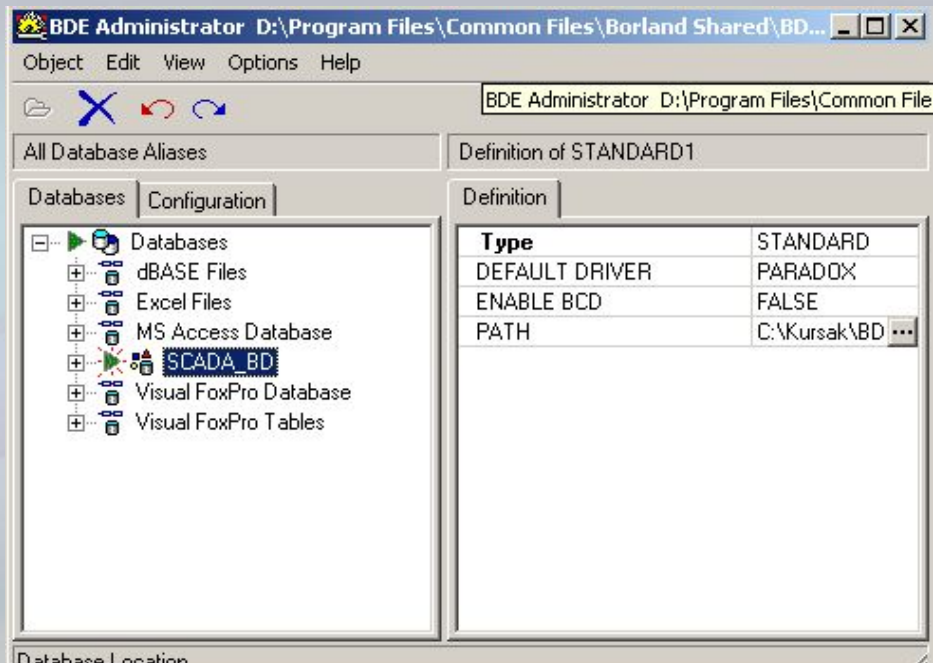 BDE Administrator D:\Program Files\Common Files\Borland Shared\BD...
Object Edit View Options Help
BDE Administrator D:\Program Files\Common File
All Database Aliases
Definition of STANDARD1
Databases Configuration
Definition
Databases
dBASE Files
Excel Files
MS Access Database
SCADA_BD
Visual FoxPro Database
Visual FoxPro Tables
Type STANDARD
DEFAULT DRIVER PARADOX
ENABLE BCD FALSE
PATH C:\Kursak\BD ...
Database Location